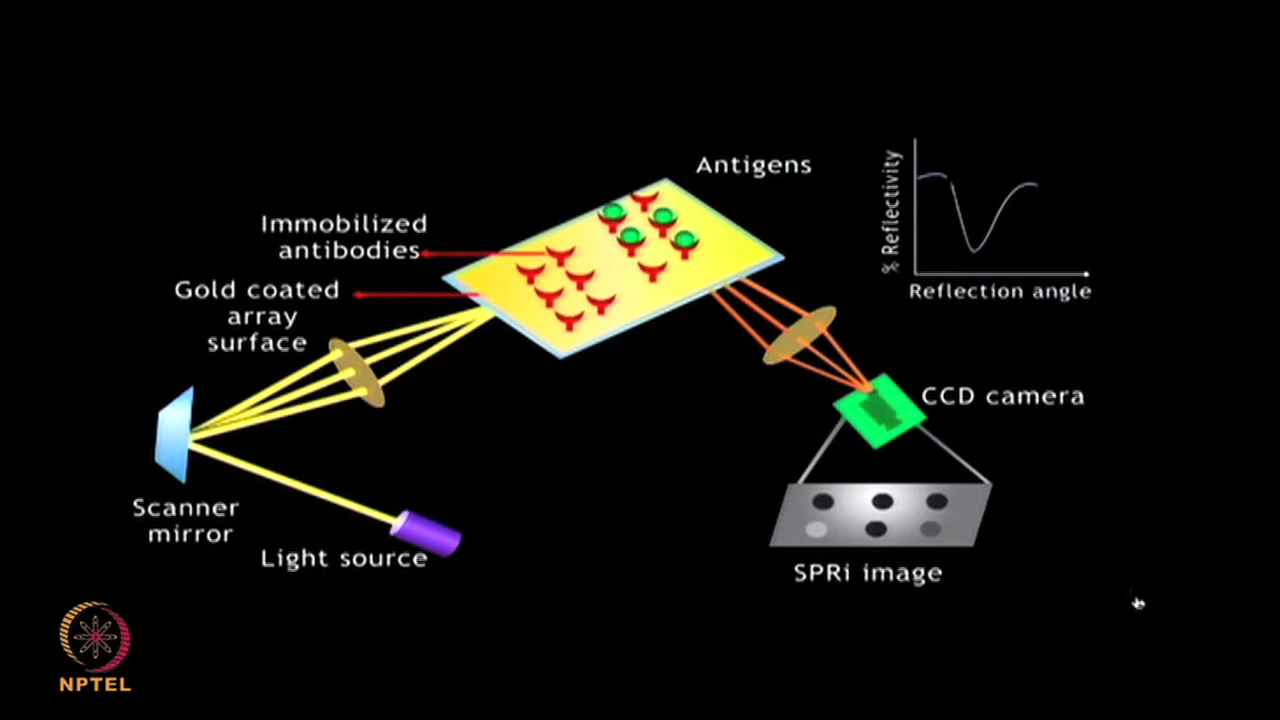 Antigens
% Reflectivity
Reflection angle
Immobilized
antibodies
Gold coated
array
surface
CCD camera
Scanner
mirror
Light source
SPRi image
NPTEL